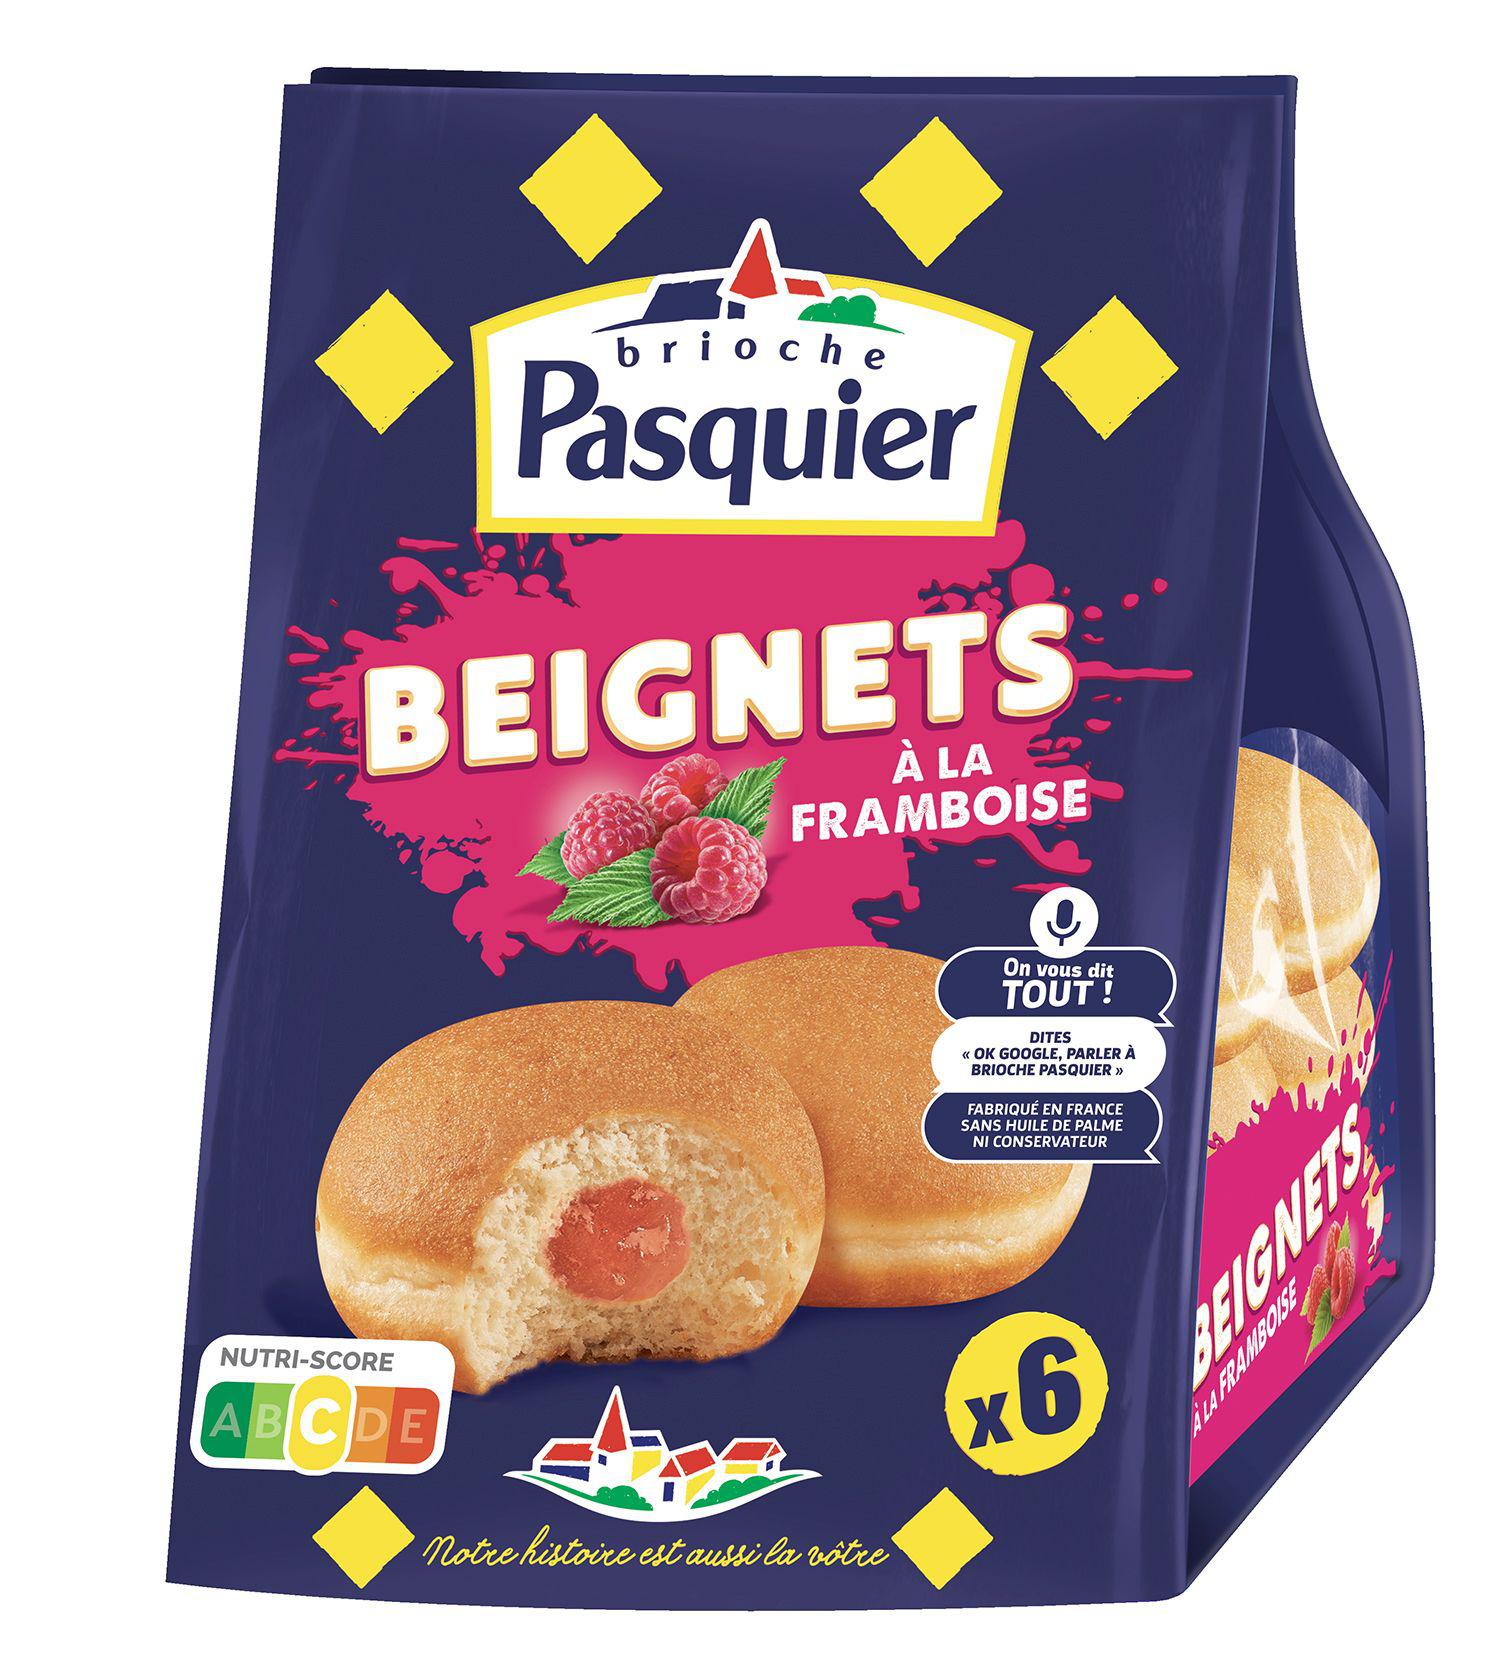 brioche
Pasquier
BEIGNETS
À LA
FRAMBOISE
On vous dit
TOUT !
DITES
« OK GOOGLE, PARLER À
BRIOCHE PASQUIER »
FABRIQUÉ EN FRANCE
SANS HUILE DE PALME
NI CONSERVATEUR
NUTRI-SCORE
A B C D E
x6
Notre histoire est aussi la vôtre
BEIGNETS
À LA FRAMBOISE